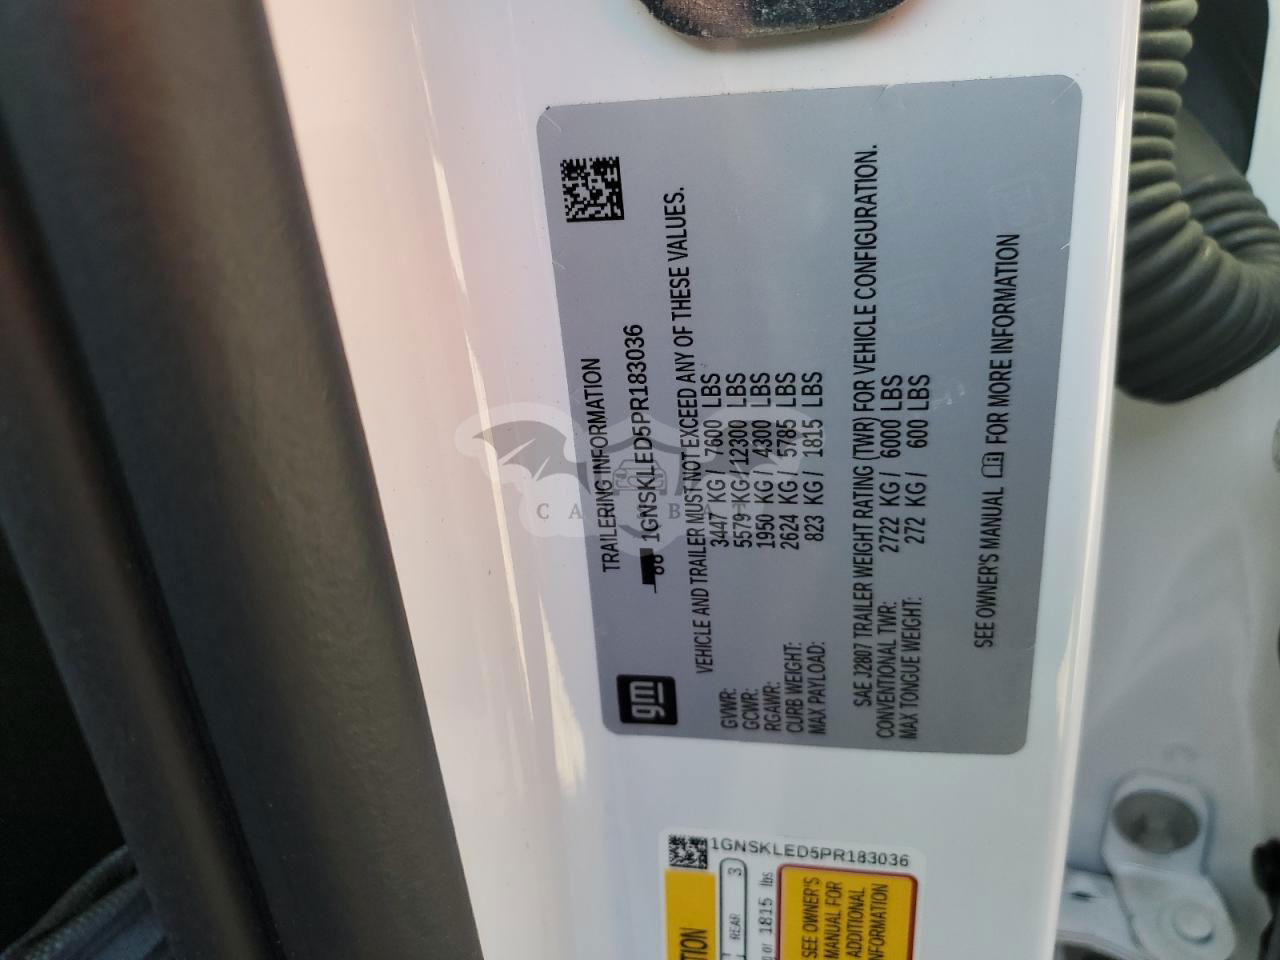 gm
TRAILERING INFORMATION
1GNSKLED5PR183036
VEHICLE AND TRAILER MUST NOT EXCEED ANY OF THESE VALUES.
GVWR: 3447 KG / 7600 LBS
GCWR: 5579 KG / 12300 LBS
RGAWR: 1950 KG / 4300 LBS
CURB WEIGHT: 2624 KG / 5785 LBS
MAX PAYLOAD: 823 KG / 1815 LBS
SAE J2807 TRAILER WEIGHT RATING (TWR) FOR VEHICLE CONFIGURATION.
CONVENTIONAL TWR: 2722 KG / 6000 LBS
MAX TONGUE WEIGHT: 272 KG / 600 LBS
SEE OWNER'S MANUAL FOR MORE INFORMATION
1GNSKLED5PR183036
TION
REAR 3
1815 lbs
SEE OWNER'S
MANUAL FOR
ADDITIONAL
INFORMATION